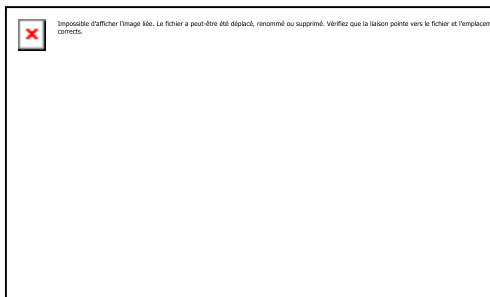 Impossible d'afficher l'image liée. Le fichier a peut-être été déplacé, renommé ou supprimé. Vérifiez que la liaison pointe vers le fichier et l'emplacem
corrects.